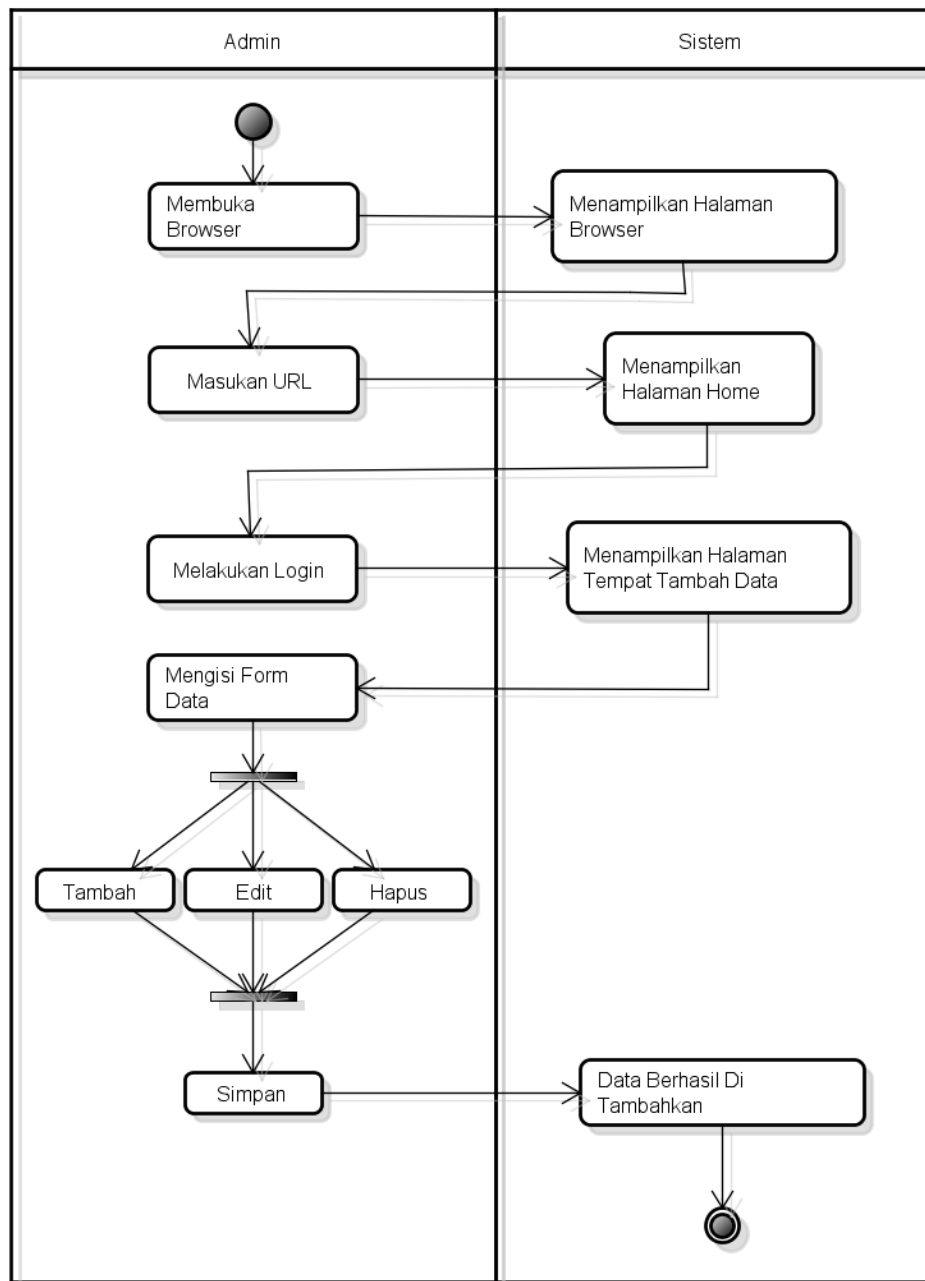 Admin
Sistem
Membuka
Browser
Menampilkan Halaman
Browser
Masukan URL
Menampilkan
Halaman Home
Melakukan Login
Menampilkan Halaman
Tempat Tambah Data
Mengisi Form
Data
Tambah
Edit
Hapus
Simpan
Data Berhasil Di
Tambahkan